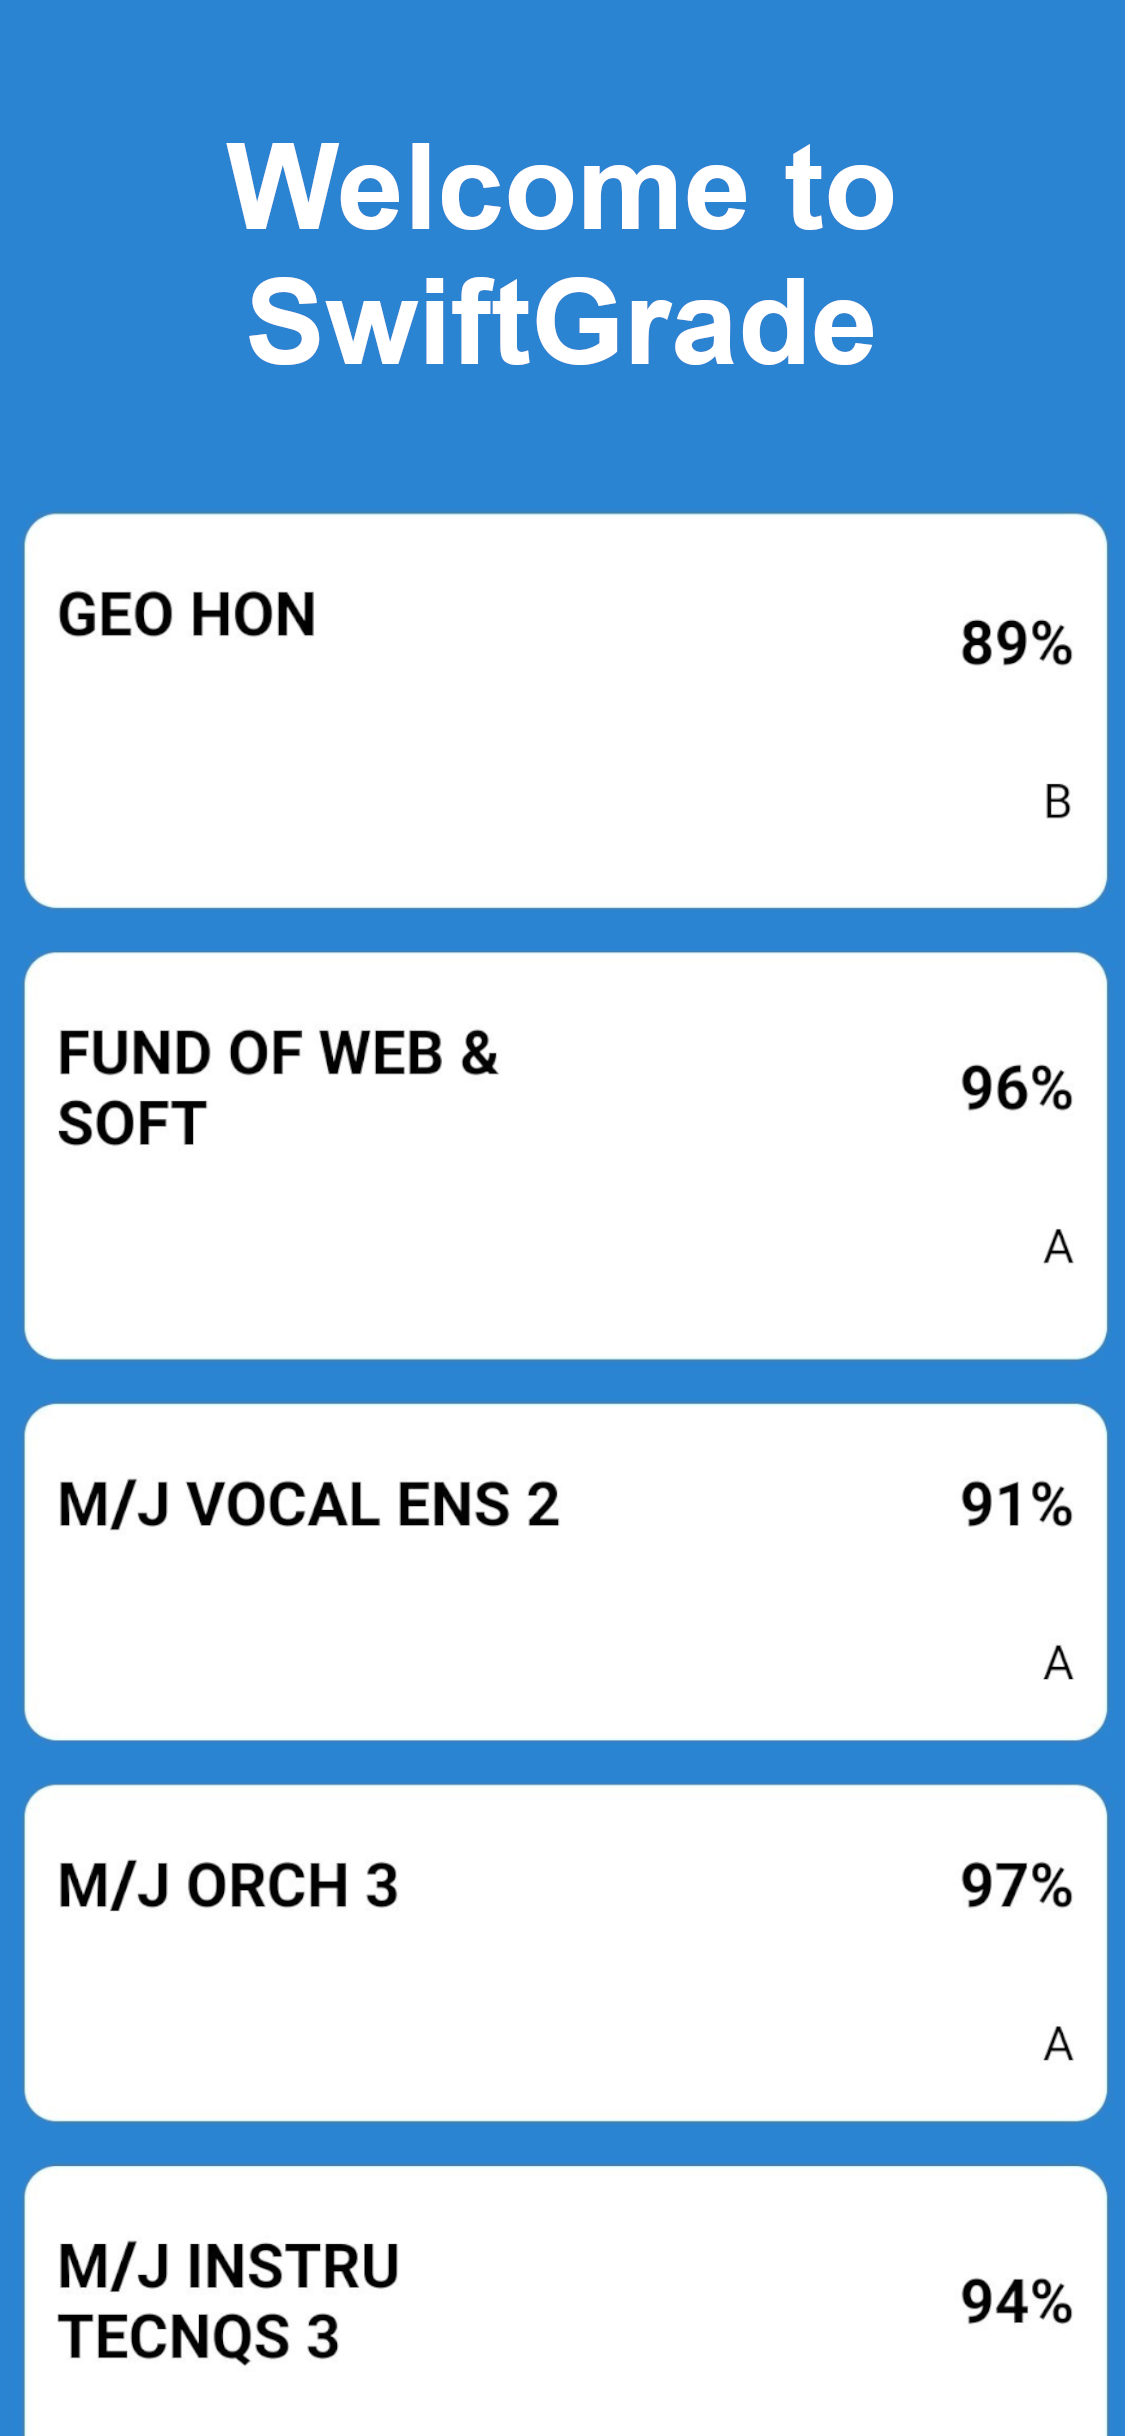 Welcome to
SwiftGrade
GEO HON
89%
B
FUND OF WEB &
SOFT
96%
A
M/J VOCAL ENS 2
91%
A
M/J ORCH 3
97%
A
M/J INSTRU
TECNQS 3
94%